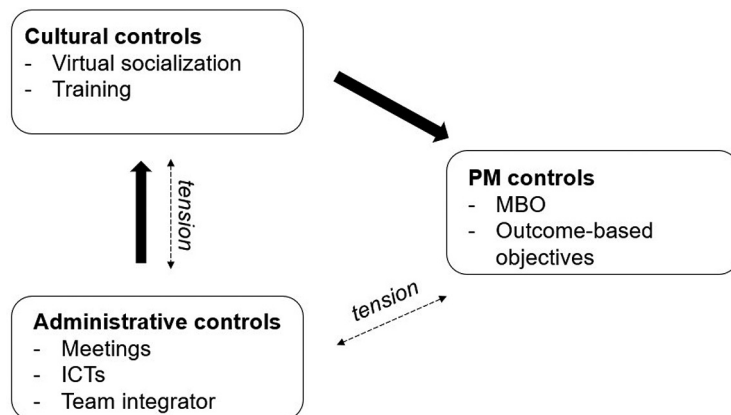 Cultural controls
- Virtual socialization
- Training
tension
PM controls
- MBO
- Outcome-based
objectives
tension
Administrative controls
- Meetings
- ICTs
- Team integrator